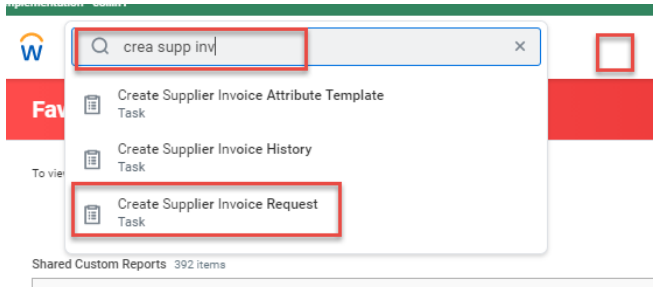 crea supp inv
Create Supplier Invoice Attribute Template
Task
Fav
Create Supplier Invoice History
Task
To vie
Create Supplier Invoice Request
Task
Shared Custom Reports 392 items